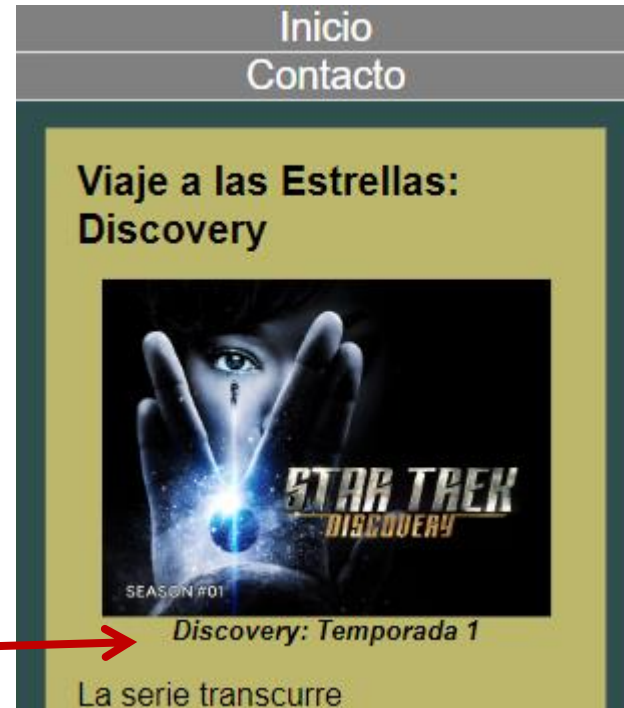 Inicio
Contacto
Viaje a las Estrellas:
Discovery
STAR TREK
DISCOVERY
SEASON #01
Discovery: Temporada 1
La serie transcurre